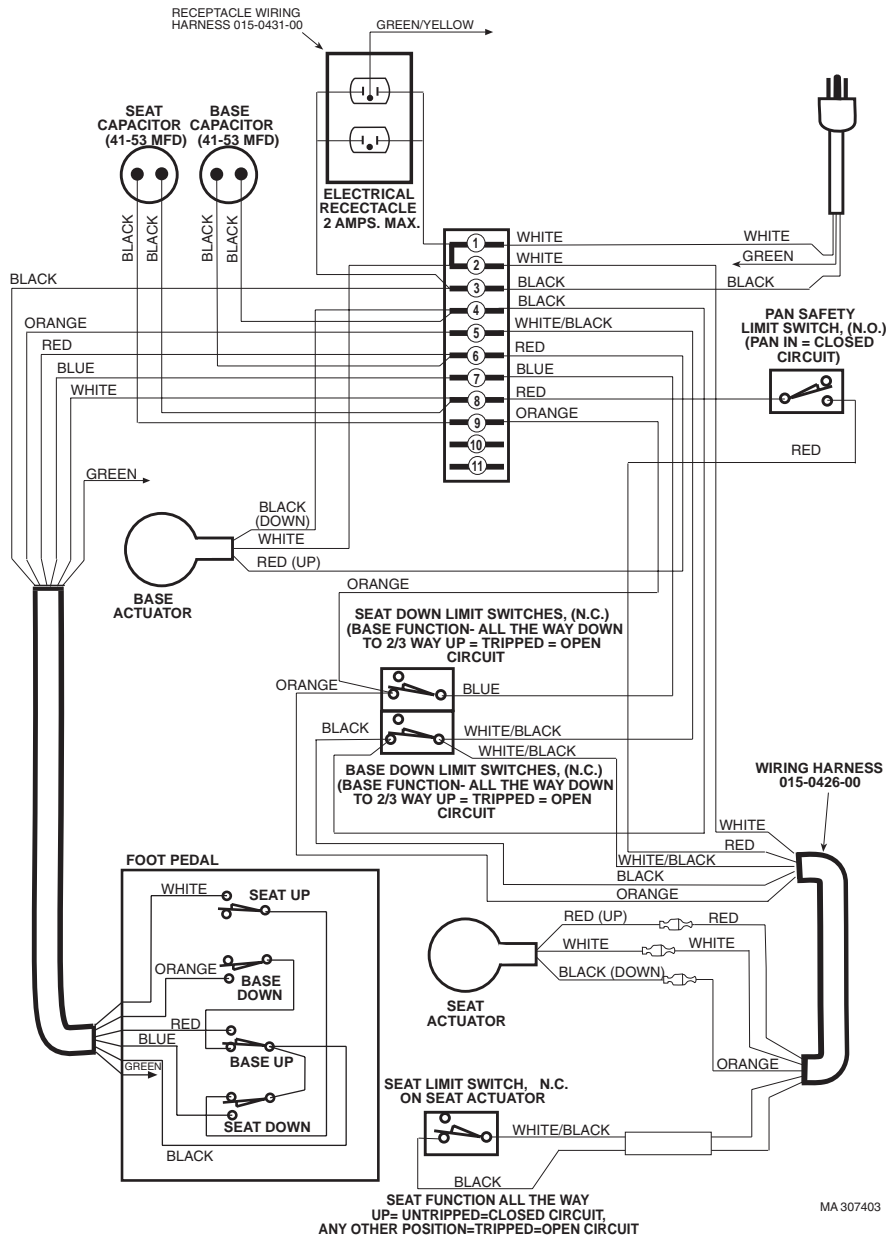 RECEPTACLE WIRING
HARNESS 015-0431-00
GREEN/YELLOW
SEAT
CAPACITOR
(41-53 MFD)
BASE
CAPACITOR
(41-53 MFD)
ELECTRICAL
RECECTACLE
2 AMPS. MAX.
BLACK
BLACK
BLACK
BLACK
1
WHITE
WHITE
2
WHITE
GREEN
BLACK
3
BLACK
BLACK
4
BLACK
ORANGE
5
WHITE/BLACK
RED
6
RED
BLUE
7
BLUE
WHITE
8
RED
9
ORANGE
10
11
PAN SAFETY
LIMIT SWITCH, (N.O.)
(PAN IN = CLOSED
CIRCUIT)
RED
GREEN
BLACK
(DOWN)
WHITE
RED (UP)
BASE
ACTUATOR
ORANGE
SEAT DOWN LIMIT SWITCHES, (N.C.)
(BASE FUNCTION- ALL THE WAY DOWN
TO 2/3 WAY UP = TRIPPED = OPEN
CIRCUIT
ORANGE
BLUE
BLACK
WHITE/BLACK
WHITE/BLACK
BASE DOWN LIMIT SWITCHES, (N.C.)
(BASE FUNCTION- ALL THE WAY DOWN
TO 2/3 WAY UP = TRIPPED = OPEN
CIRCUIT
WIRING HARNESS
015-0426-00
WHITE
RED
WHITE/BLACK
BLACK
ORANGE
FOOT PEDAL
WHITE
SEAT UP
ORANGE
BASE
DOWN
RED
BLUE
BASE UP
GREEN
SEAT DOWN
BLACK
RED (UP)
RED
WHITE
WHITE
BLACK (DOWN)
SEAT
ACTUATOR
ORANGE
SEAT LIMIT SWITCH, N.C.
ON SEAT ACTUATOR
WHITE/BLACK
BLACK
SEAT FUNCTION ALL THE WAY
UP= UNTRIPPED=CLOSED CIRCUIT,
ANY OTHER POSITION=TRIPPED=OPEN CIRCUIT
MA 307403